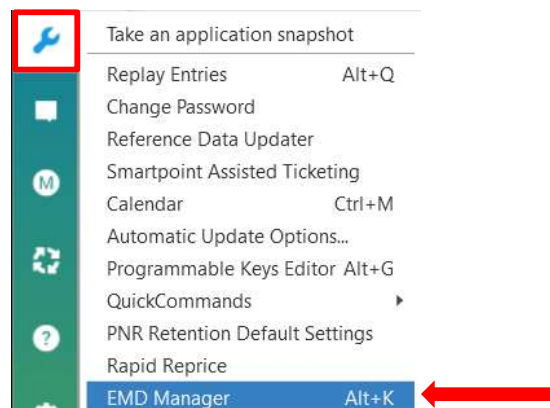 Take an application snapshot
Replay Entries Alt+Q
Change Password
Reference Data Updater
Smartpoint Assisted Ticketing
M
Calendar Ctrl+M
Automatic Update Options...
Programmable Keys Editor Alt+G
QuickCommands
? PNR Retention Default Settings
Rapid Reprice
EMD Manager Alt+K